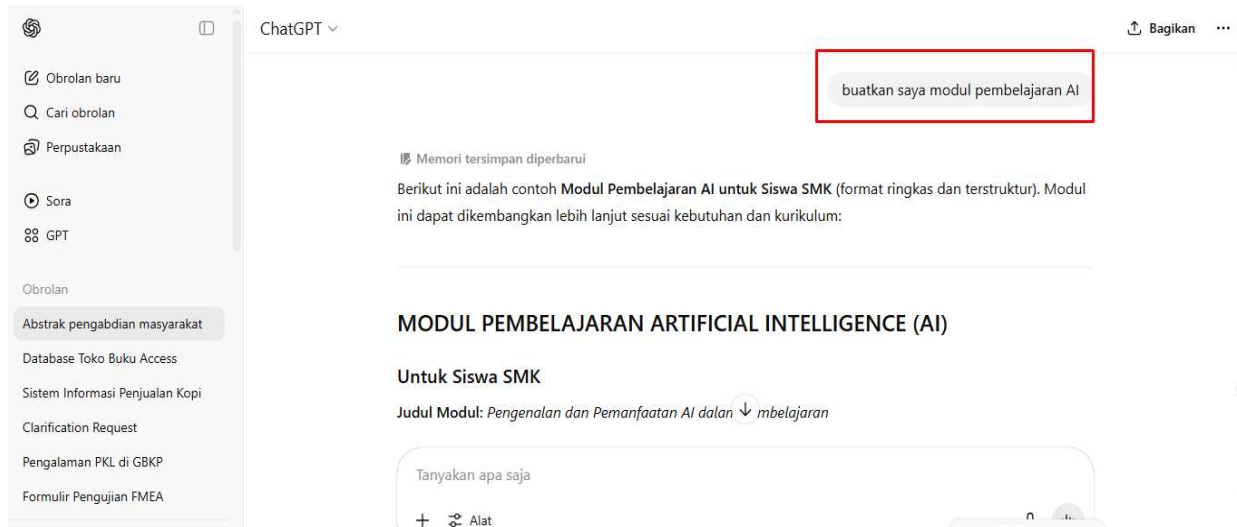 ChatGPT
Bagikan
Obrolan baru
Cari obrolan
Perpustakaan
Sora
GPT
Obrolan
Abstrak pengabdian masyarakat
Database Toko Buku Access
Sistem Informasi Penjualan Kopi
Clarification Request
Pengalaman PKL di GBKP
Formulir Pengujian FMEA
buatkan saya modul pembelajaran AI
Memori tersimpan diperbarui
Berikut ini adalah contoh Modul Pembelajaran AI untuk Siswa SMK (format ringkas dan terstruktur). Modul
ini dapat dikembangkan lebih lanjut sesuai kebutuhan dan kurikulum:
MODUL PEMBELAJARAN ARTIFICIAL INTELLIGENCE (AI)
Untuk Siswa SMK
Judul Modul: Pengenalan dan Pemanfaatan AI dalam mbelajaran
Tanyakan apa saja
Alat